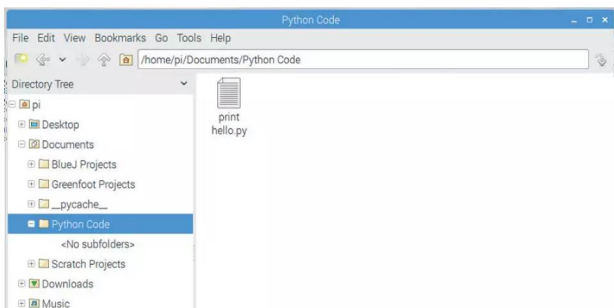 Python Code
File Edit View Bookmarks Go Tools Help
/home/pi/Documents/Python Code
Directory Tree
pi
Desktop
Documents
BlueJ Projects
Greenfoot Projects
__pycache__
Python Code
<No subfolders>
Scratch Projects
Downloads
Music
print
hello.py